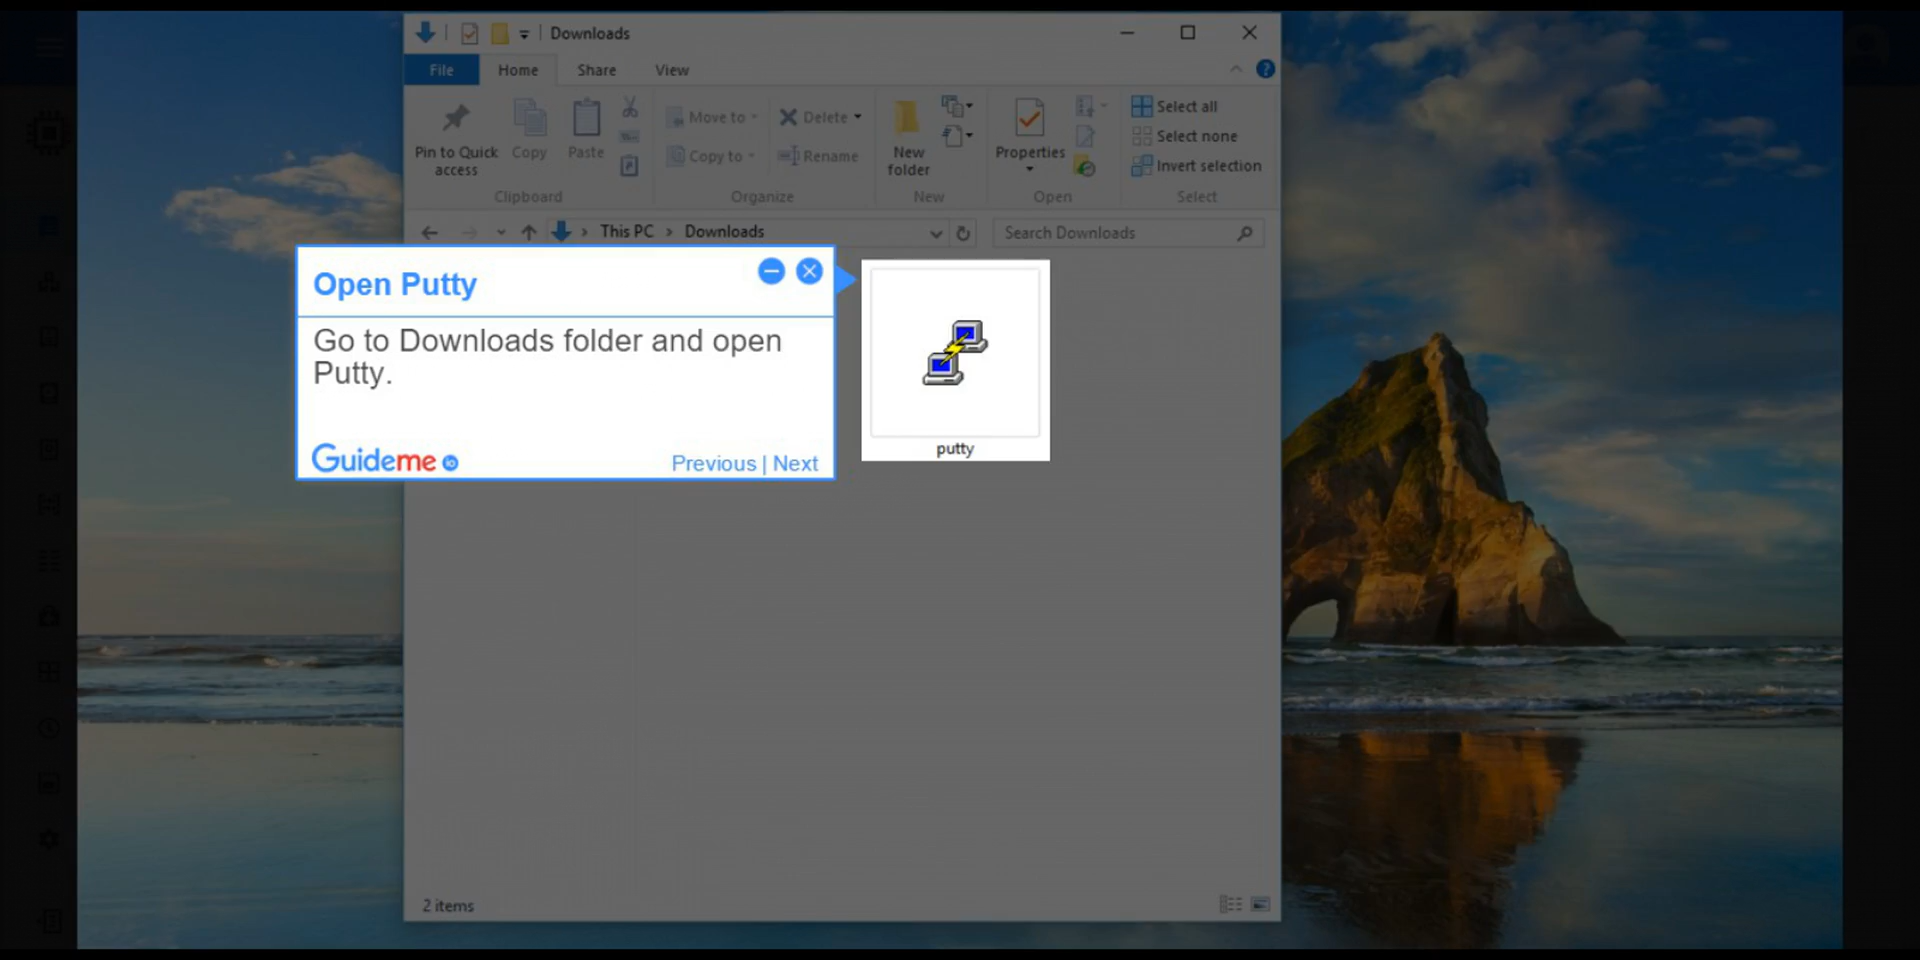 Downloads
File Home Share View
Pin to Quick access
Copy
Paste
Clipboard
Move to
Copy to
Delete
Rename
Organize
New folder
New
Properties
Open
Select all
Select none
Invert selection
Select
This PC > Downloads
Search Downloads
Open Putty
Go to Downloads folder and open
Putty.
Guideme IO
Previous | Next
putty
2 items